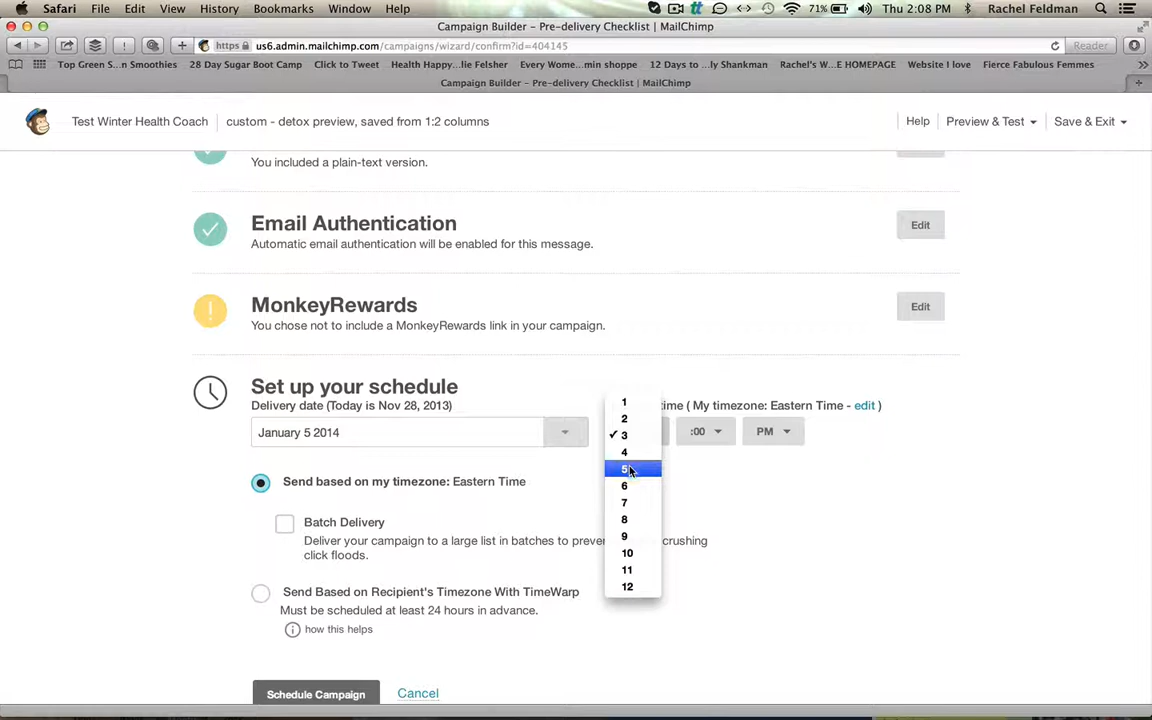 Safari File Edit View History Bookmarks Window Help 71% Thu 2:08 PM Rachel Feldman
Campaign Builder - Pre-delivery Checklist | MailChimp
https us6.admin.mailchimp.com/campaigns/wizard/confirm?id=404145 Reader
Top Green S...n Smoothies 28 Day Sugar Boot Camp Click to Tweet Health Happy...lie Felsher Every Wome...min shoppe 12 Days to ...ly Shankman Rachel's W...E HOMEPAGE Website I love Fierce Fabulous Femmes
Campaign Builder - Pre-delivery Checklist | MailChimp
Test Winter Health Coach custom - detox preview, saved from 1:2 columns Help Preview & Test Save & Exit
You included a plain-text version.
Email Authentication Edit
Automatic email authentication will be enabled for this message.
MonkeyRewards Edit
You chose not to include a MonkeyRewards link in your campaign.
Set up your schedule
Delivery date (Today is Nov 28, 2013) time ( My timezone: Eastern Time - edit )
January 5 2014 :00 PM
1
2
✓ 3
4
5
6
7
8
9
10
11
12
Send based on my timezone: Eastern Time
Batch Delivery
Deliver your campaign to a large list in batches to preve crushing
click floods.
Send Based on Recipient's Timezone With TimeWarp
Must be scheduled at least 24 hours in advance.
how this helps
Schedule Campaign Cancel